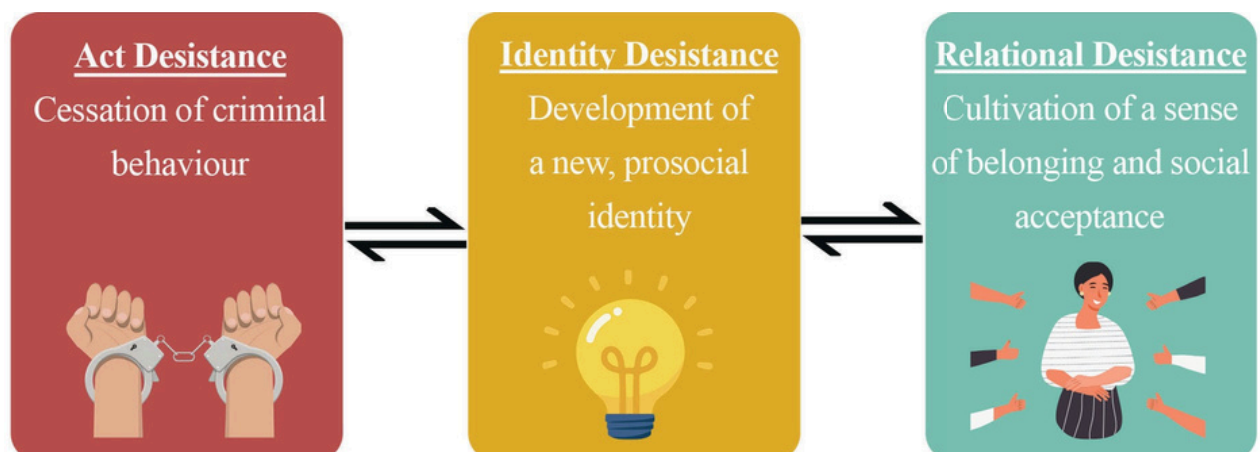 Act Desistance
Cessation of criminal
behaviour
Identity Desistance
Development of
a new, prosocial
identity
Relational Desistance
Cultivation of a sense
of belonging and social
acceptance